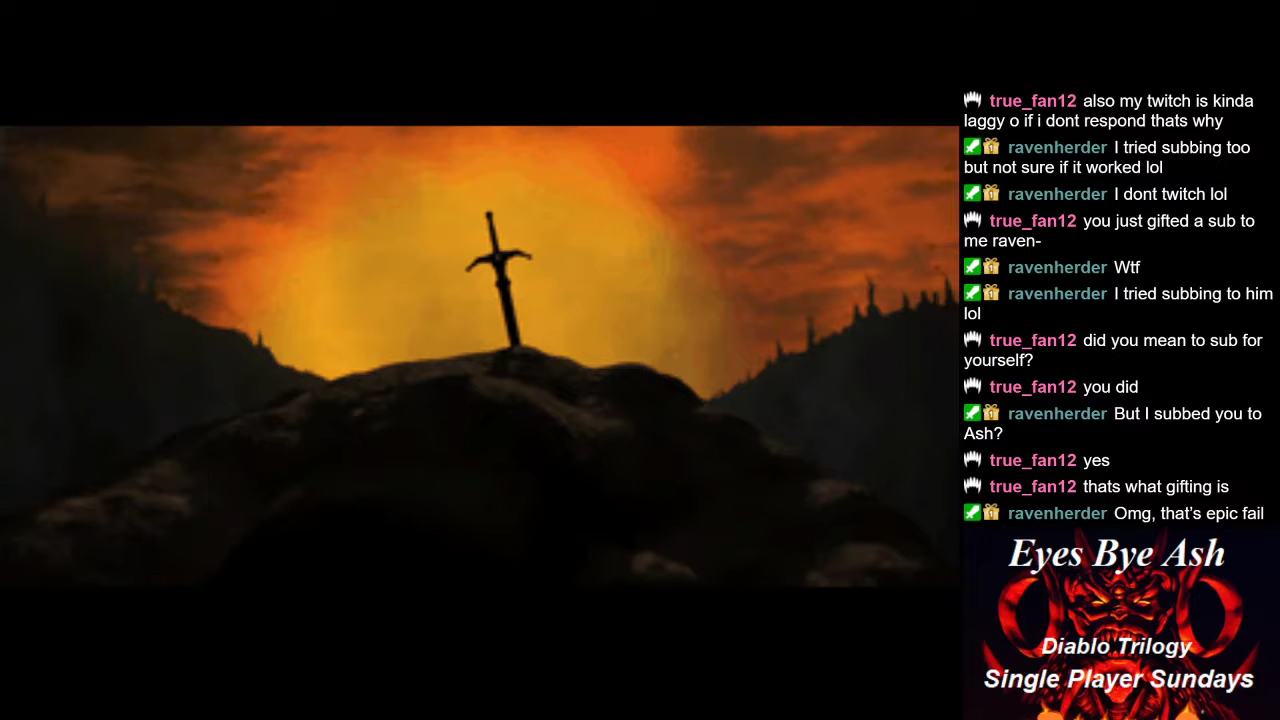 true_fan12 also my twitch is kinda
laggy o if i dont respond thats why
ravenherder I tried subbing too
but not sure if it worked lol
ravenherder I dont twitch lol
true_fan12 you just gifted a sub to
me raven-
ravenherder Wtf
ravenherder I tried subbing to him
lol
true_fan12 did you mean to sub for
yourself?
true_fan12 you did
ravenherder But I subbed you to
Ash?
true_fan12 yes
true_fan12 thats what gifting is
ravenherder Omg, that's epic fail
Eyes Bye Ash
Diablo Trilogy
Single Player Sundays